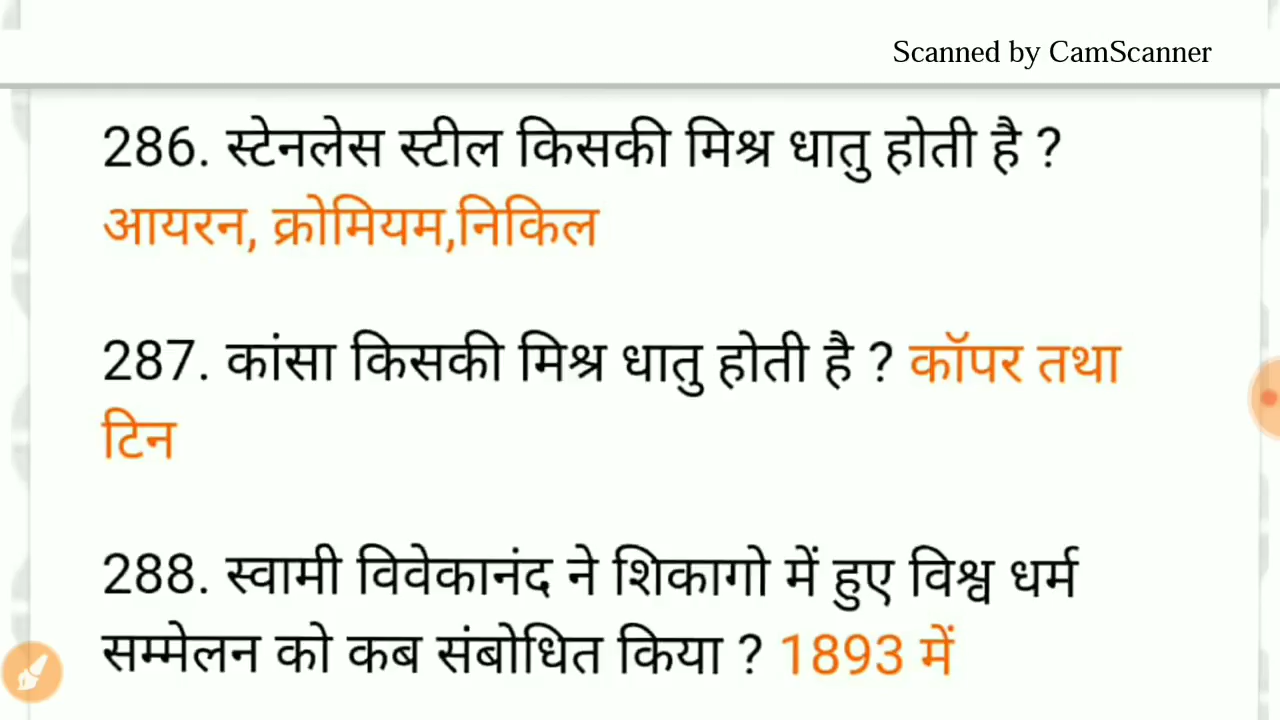 Scanned by CamScanner
286. स्टेनलेस स्टील किसकी मिश्र धातु होती है ?
आयरन, क्रोमियम,निकिल
287. कांसा किसकी मिश्र धातु होती है ? कॉपर तथा
टिन
288. स्वामी विवेकानंद ने शिकागो में हुए विश्व धर्म
सम्मेलन को कब संबोधित किया ? 1893 में